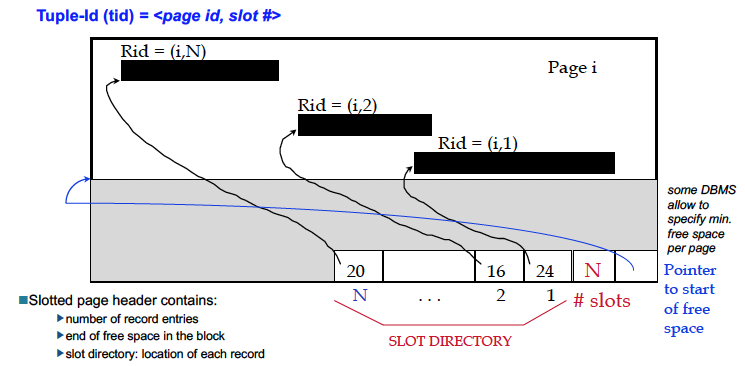 Tuple-Id (tid) = <page id, slot #>
Rid = (i,N)
Page i
Rid = (i,2)
Rid = (i,1)
some DBMS
allow to
specify min.
free space
per page
20 16 24 N
N . . . 2 1 # slots
Pointer
to start
of free
space
SLOT DIRECTORY
Slotted page header contains:
number of record entries
end of free space in the block
slot directory: location of each record